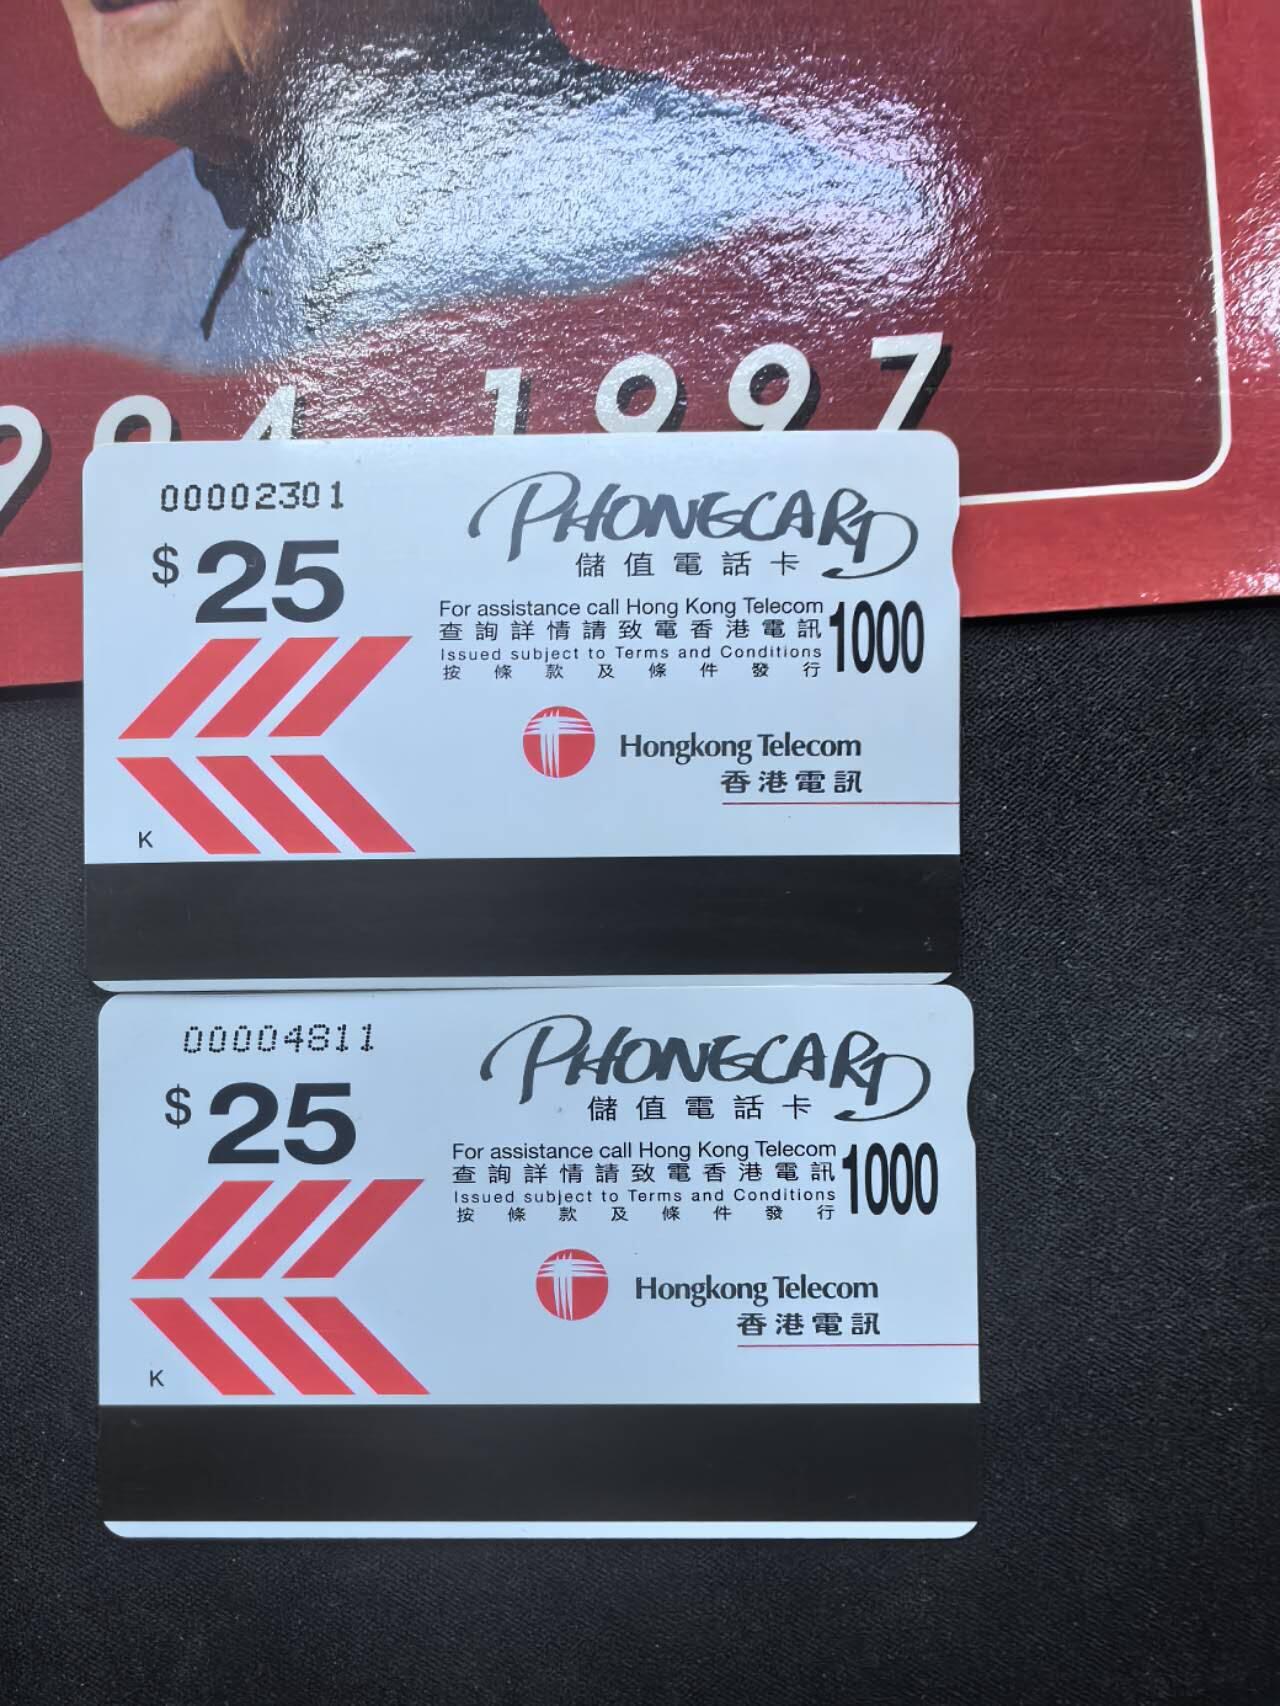 994 1997
00002301
$25
PHONECARD
儲值電話卡
For assistance call Hong Kong Telecom
查詢詳情請致電香港電訊 1000
Issued subject to Terms and Conditions
按條款及條件發行
Hongkong Telecom
香港電訊
K
00004811
$25
PHONECARD
儲值電話卡
For assistance call Hong Kong Telecom
查詢詳情請致電香港電訊 1000
Issued subject to Terms and Conditions
按條款及條件發行
Hongkong Telecom
香港電訊
K